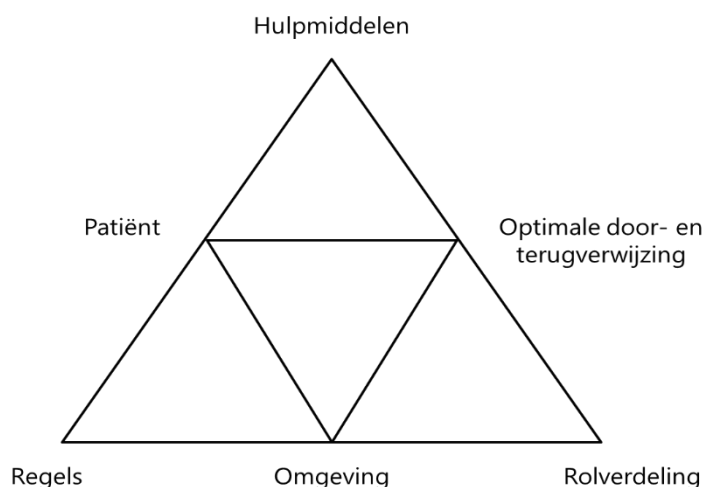 Hulpmiddelen
Patiënt
Optimale door- en
terugverwijzing
Regels
Omgeving
Rolverdeling